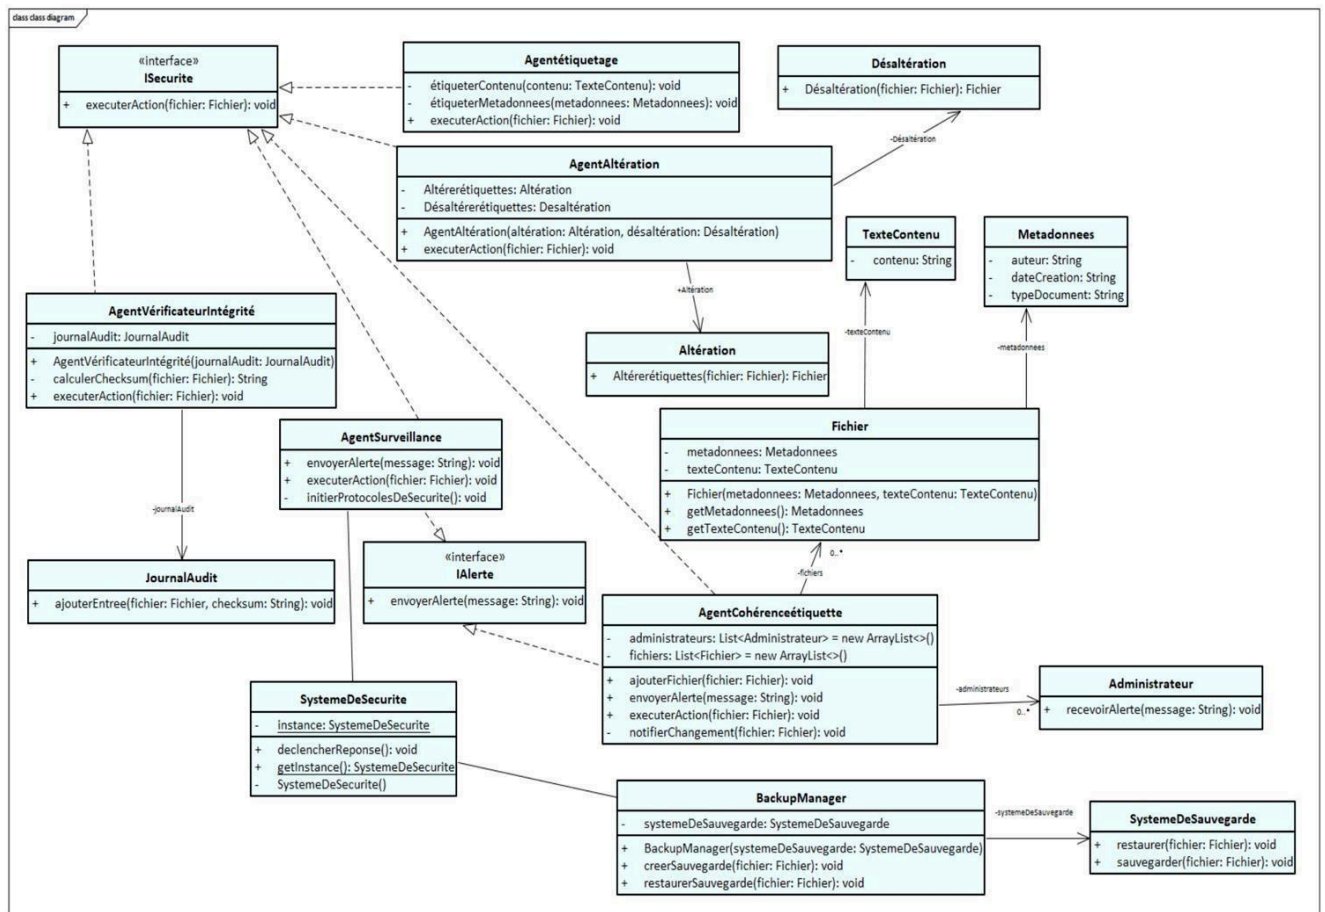 class class diagram
«interface»
ISecurite
+ executerAction(fichier: Fichier): void
Agentétiquetage
- étiqueterContenu(contenu: TexteContenu): void
- étiqueterMetadonnees(metadonnees: Metadonnees): void
+ executerAction(fichier: Fichier): void
Désaltération
+ Désaltération(fichier: Fichier): Fichier
-Désaltération
AgentAltération
- Altérerétiquettes: Altération
- Désaltérerétiquettes: Desaltération
+ AgentAltération(altération: Altération, désaltération: Désaltération)
+ executerAction(fichier: Fichier): void
TexteContenu
- contenu: String
Metadonnees
- auteur: String
- dateCreation: String
- typeDocument: String
+Altération
-texteContenu
-metadonnees
AgentVérificateurIntégrité
- journalAudit: JournalAudit
+ AgentVérificateurIntégrité(journalAudit: JournalAudit)
- calculerChecksum(fichier: Fichier): String
+ executerAction(fichier: Fichier): void
Altération
+ Altérerétiquettes(fichier: Fichier): Fichier
AgentSurveillance
+ envoyerAlerte(message: String): void
+ executerAction(fichier: Fichier): void
- initierProtocolesDeSecurite(): void
Fichier
- metadonnees: Metadonnees
- texteContenu: TexteContenu
+ Fichier(metadonnees: Metadonnees, texteContenu: TexteContenu)
+ getMetadonnees(): Metadonnees
+ getTexteContenu(): TexteContenu
-journalAudit
0..*
-fichiers
JournalAudit
+ ajouterEntree(fichier: Fichier, checksum: String): void
«interface»
IAlerte
+ envoyerAlerte(message: String): void
AgentCohérenceétiquette
- administrateurs: List<Administrateur> = new ArrayList<>()
- fichiers: List<Fichier> = new ArrayList<>()
+ ajouterFichier(fichier: Fichier): void
+ envoyerAlerte(message: String): void
+ executerAction(fichier: Fichier): void
- notifierChangement(fichier: Fichier): void
-administrateurs
0..*
Administrateur
+ recevoirAlerte(message: String): void
SystemeDeSecurite
- instance: SystemeDeSecurite
+ declencherReponse(): void
+ getInstance(): SystemeDeSecurite
- SystemeDeSecurite()
BackupManager
- systemeDeSauvegarde: SystemeDeSauvegarde
+ BackupManager(systemeDeSauvegarde: SystemeDeSauvegarde)
+ creerSauvegarde(fichier: Fichier): void
+ restaurerSauvegarde(fichier: Fichier): void
-systemeDeSauvegarde
SystemeDeSauvegarde
+ restaurer(fichier: Fichier): void
+ sauvegarder(fichier: Fichier): void